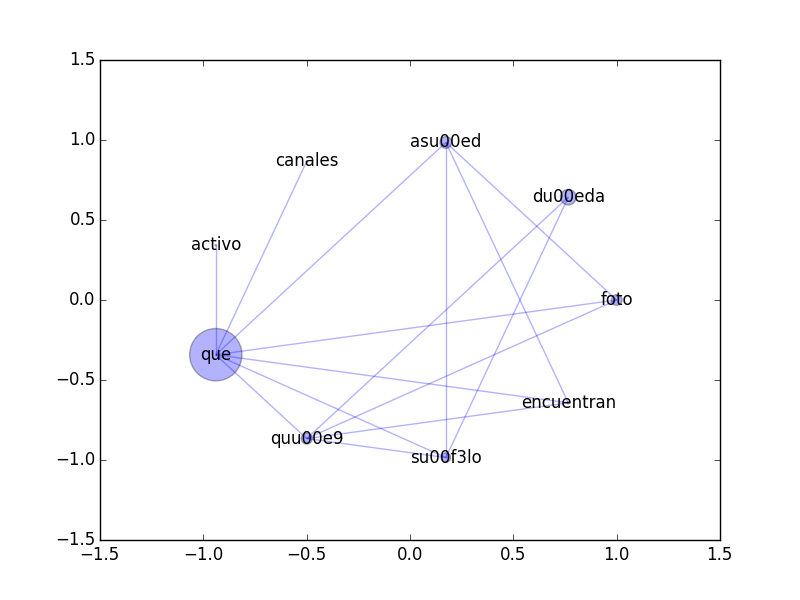 1.5
1.0
0.5
0.0
−0.5
−1.0
−1.5
asu00ed
canales
du00eda
activo
foto
que
encuentran
quu00e9
su00f3lo
−1.5 −1.0 −0.5 0.0 0.5 1.0 1.5